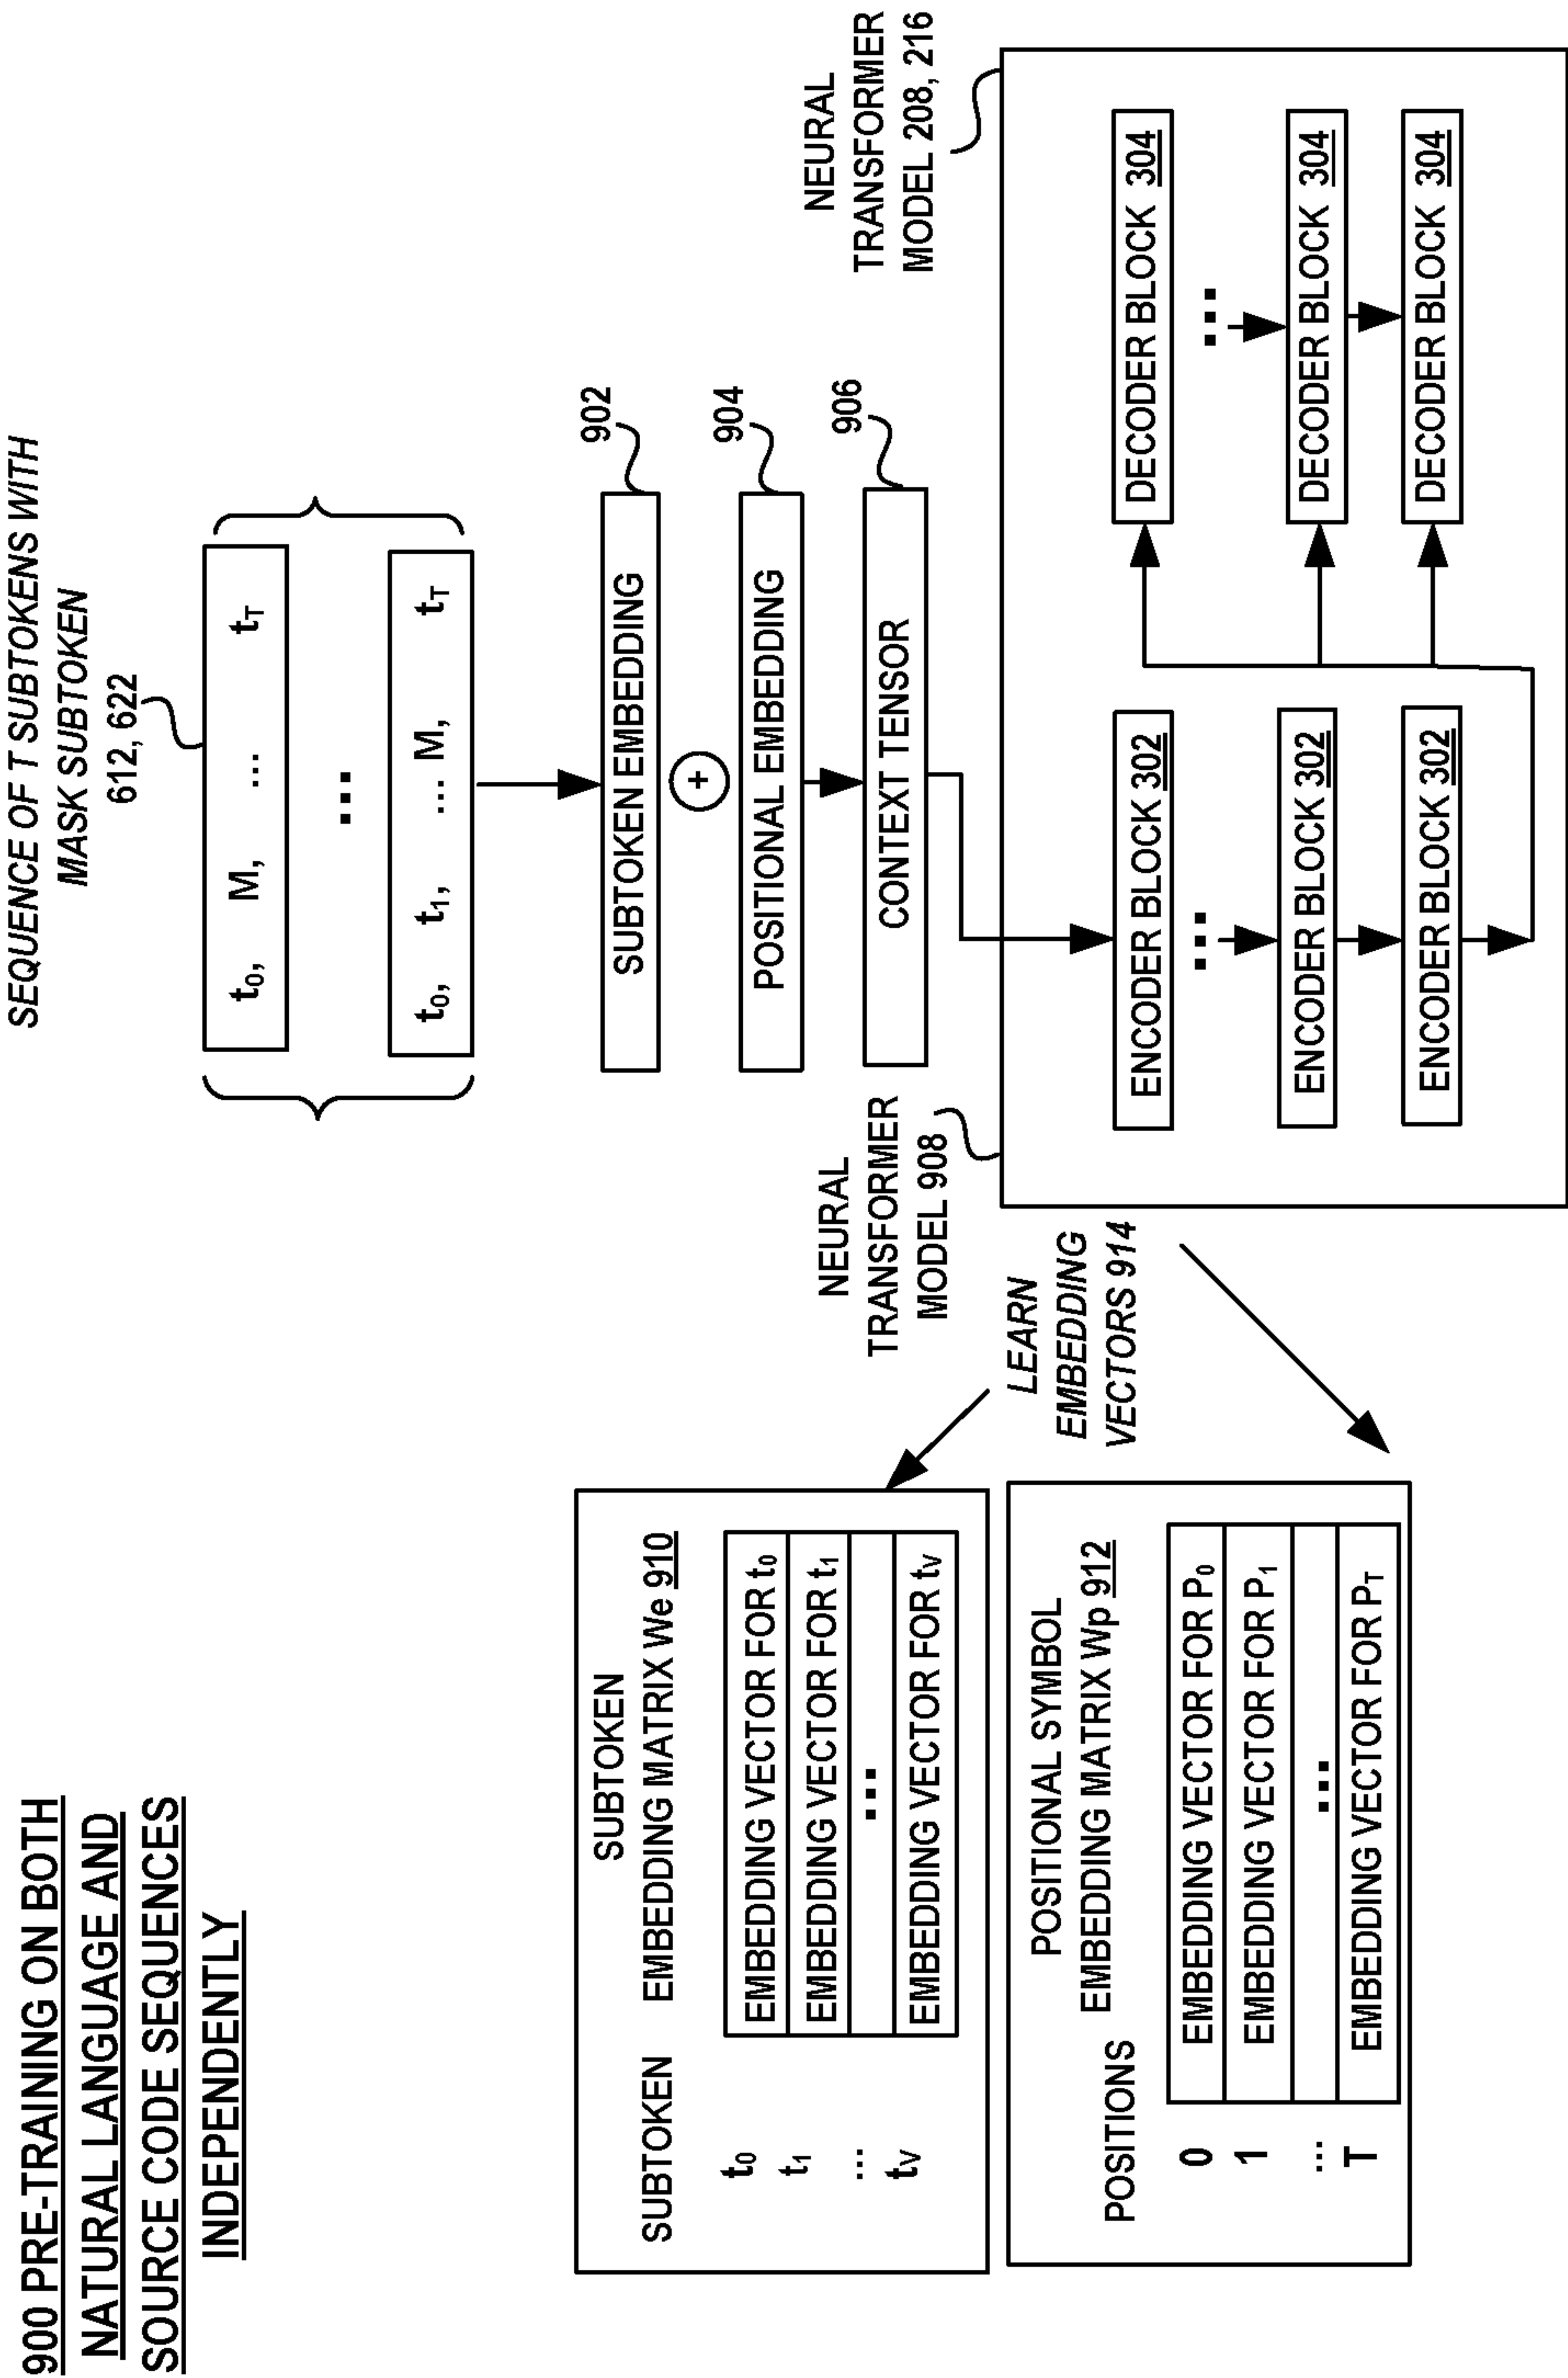 900 PRE-TRAINING ON BOTH
NATURAL LANGUAGE AND
SOURCE CODE SEQUENCES
INDEPENDENTLY
SEQUENCE OF T SUBTOKENS WITH
MASK SUBTOKEN
612, 622
t0, M, ... tT
...
t0, t1, ... M, tT
SUBTOKEN EMBEDDING
902
+
POSITIONAL EMBEDDING
904
CONTEXT TENSOR
906
NEURAL
TRANSFORMER
MODEL 908
NEURAL
TRANSFORMER
MODEL 208, 216
ENCODER BLOCK 302
...
ENCODER BLOCK 302
ENCODER BLOCK 302
DECODER BLOCK 304
...
DECODER BLOCK 304
DECODER BLOCK 304
LEARN
EMBEDDING
VECTORS 914
SUBTOKEN
SUBTOKEN EMBEDDING MATRIX We 910
t0 EMBEDDING VECTOR FOR t0
t1 EMBEDDING VECTOR FOR t1
... ...
tV EMBEDDING VECTOR FOR tV
POSITIONAL SYMBOL
EMBEDDING MATRIX Wp 912
POSITIONS
0 EMBEDDING VECTOR FOR P0
1 EMBEDDING VECTOR FOR P1
... ...
T EMBEDDING VECTOR FOR PT